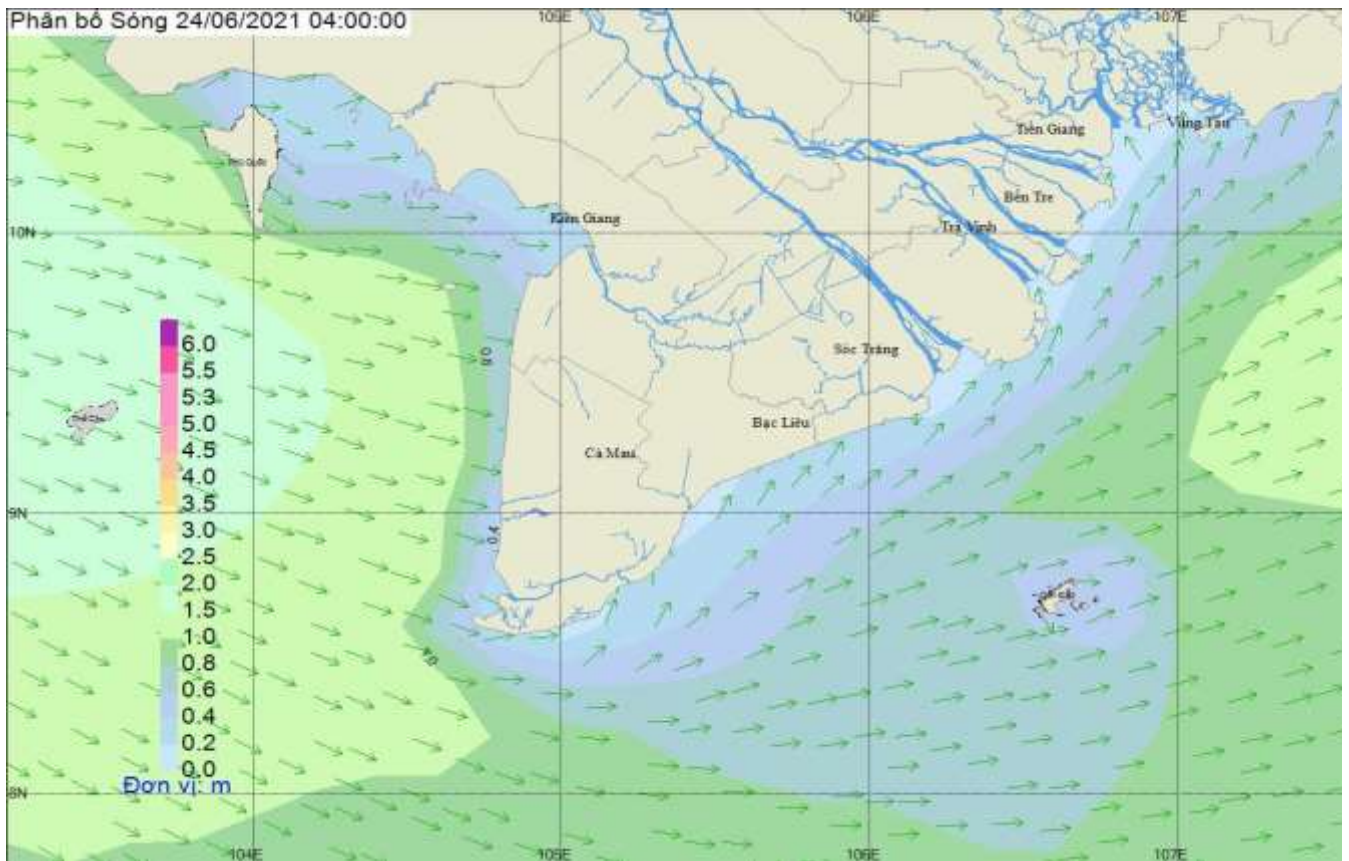 Phân bố Sóng 24/06/2021 04:00:00
105E
106E
107E
Tiền Giang
Vũng Tàu
Bến Tre
Kiên Giang
Trà Vinh
10N
Sóc Trăng
Bạc Liêu
Cà Mau
0.8
0.4
9N
6.0
5.5
5.3
5.0
4.5
4.0
3.5
3.0
2.5
2.0
1.5
1.0
0.8
0.6
0.4
0.2
0.0
Đơn vị: m
8N
104E
105E
106E
107E